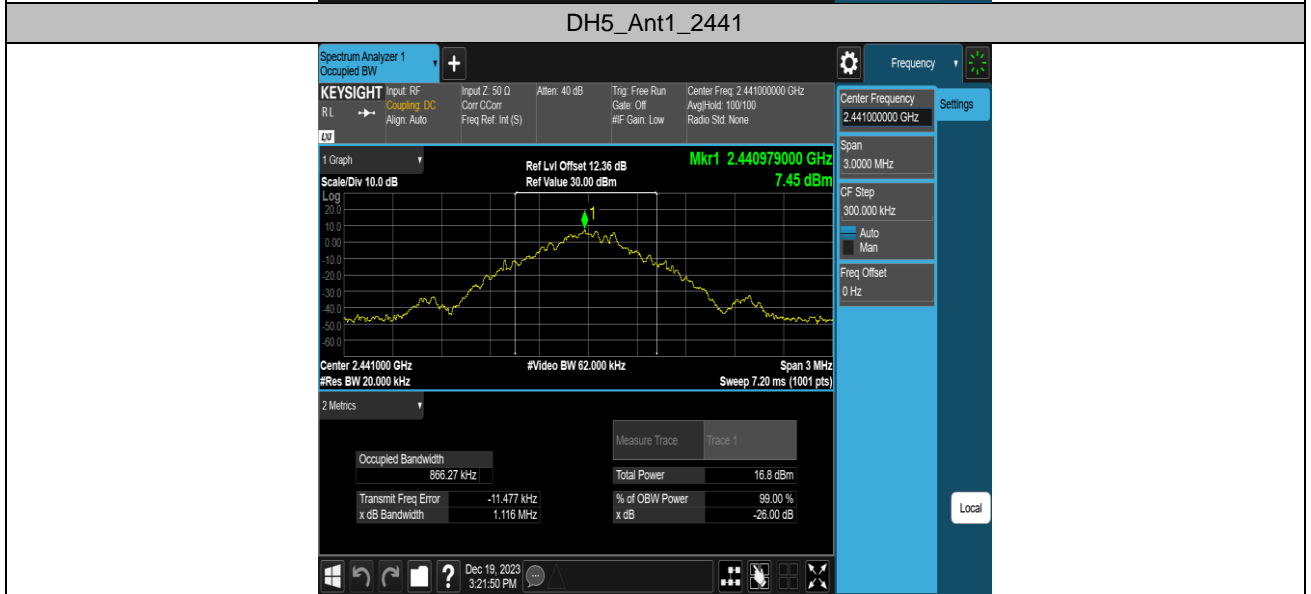 DH5_Ant1_2441
Spectrum Analyzer 1
Occupied BW
+
Frequency
KEYSIGHT
RL
LXI
Input: RF
Coupling: DC
Align: Auto
Input Z: 50 Ω
Corr CCorr
Freq Ref: Int (S)
Atten: 40 dB
Trig: Free Run
Gate: Off
#IF Gain: Low
Center Freq: 2.441000000 GHz
Avg|Hold: 100/100
Radio Std: None
Center Frequency
2.441000000 GHz
Settings
Span
3.0000 MHz
CF Step
300.000 kHz
Auto
Man
Freq Offset
0 Hz
Local
1 Graph
Scale/Div 10.0 dB
Ref Lvl Offset 12.36 dB
Ref Value 30.00 dBm
Mkr1 2.440979000 GHz
7.45 dBm
Log
20.0
10.0
0.00
-10.0
-20.0
-30.0
-40.0
-50.0
-60.0
1
Center 2.441000 GHz
#Video BW 62.000 kHz
Span 3 MHz
#Res BW 20.000 kHz
Sweep 7.20 ms (1001 pts)
2 Metrics
Measure Trace Trace 1
Occupied Bandwidth
866.27 kHz
Total Power 16.8 dBm
Transmit Freq Error -11.477 kHz
% of OBW Power 99.00 %
x dB Bandwidth 1.116 MHz
x dB -26.00 dB
?
Dec 19, 2023
3:21:50 PM